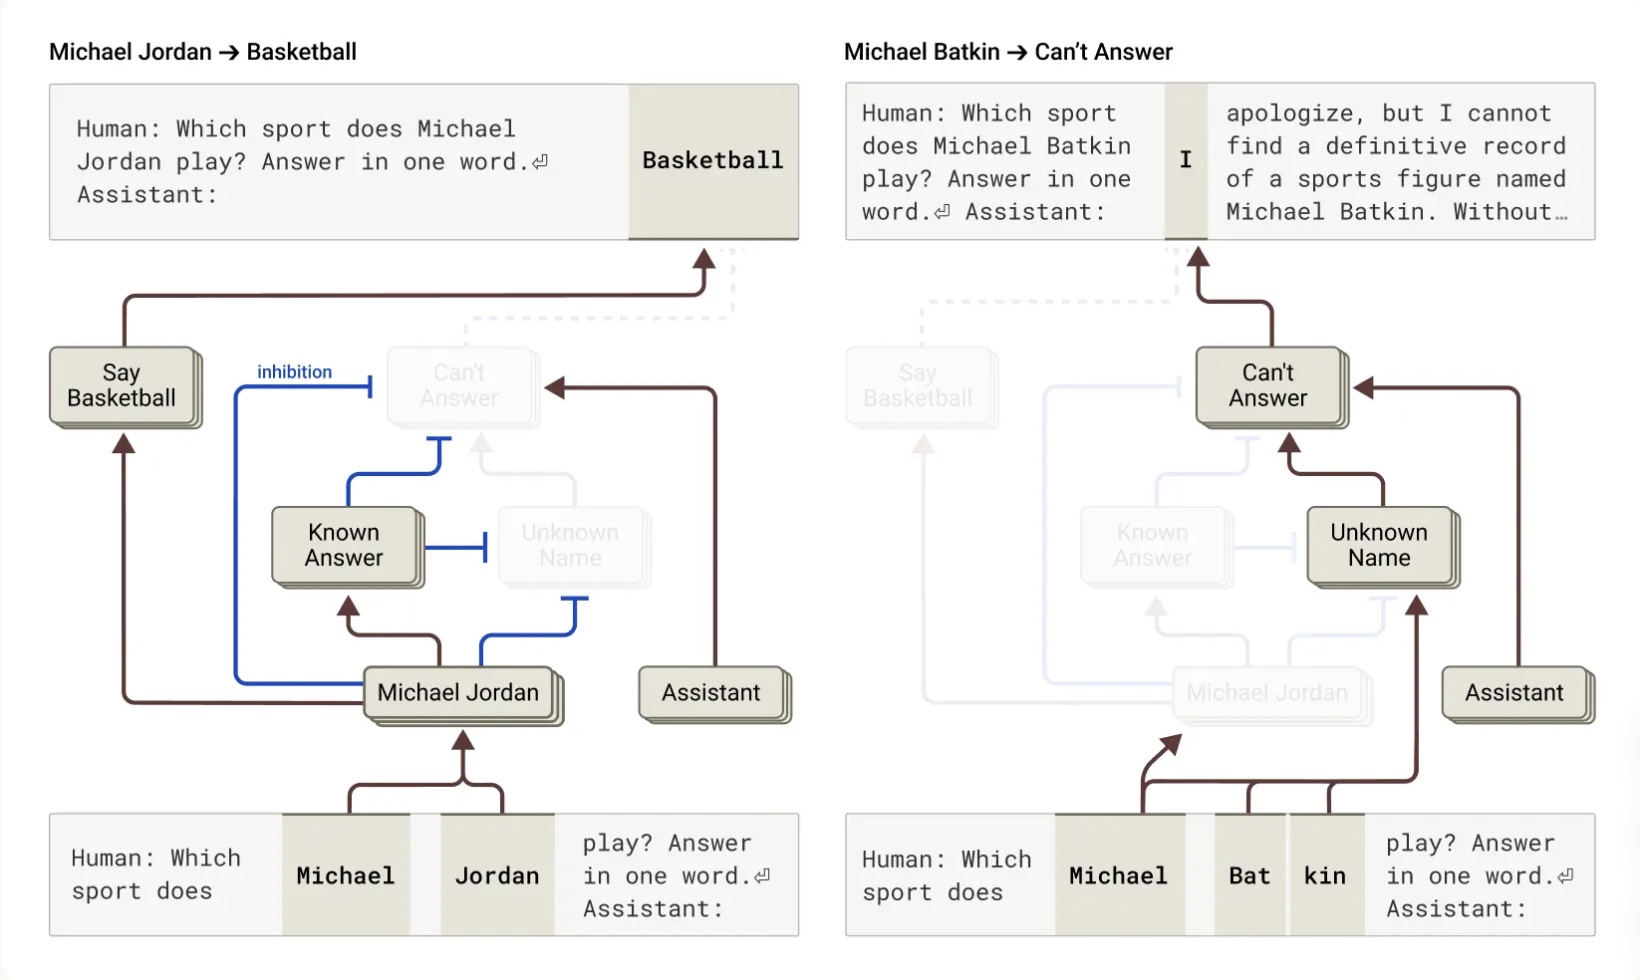 Michael Jordan → Basketball
Human: Which sport does Michael
Jordan play? Answer in one word.⏎
Assistant:
Basketball
Say
Basketball
inhibition
Can't
Answer
Known
Answer
Unknown
Name
Michael Jordan
Assistant
Human: Which
sport does
Michael
Jordan
play? Answer
in one word.⏎
Assistant:
Michael Batkin → Can’t Answer
Human: Which sport
does Michael Batkin
play? Answer in one
word.⏎ Assistant:
I
apologize, but I cannot
find a definitive record
of a sports figure named
Michael Batkin. Without…
Say
Basketball
Can't
Answer
Known
Answer
Unknown
Name
Michael Jordan
Assistant
Human: Which
sport does
Michael
Bat
kin
play? Answer
in one word.⏎
Assistant: